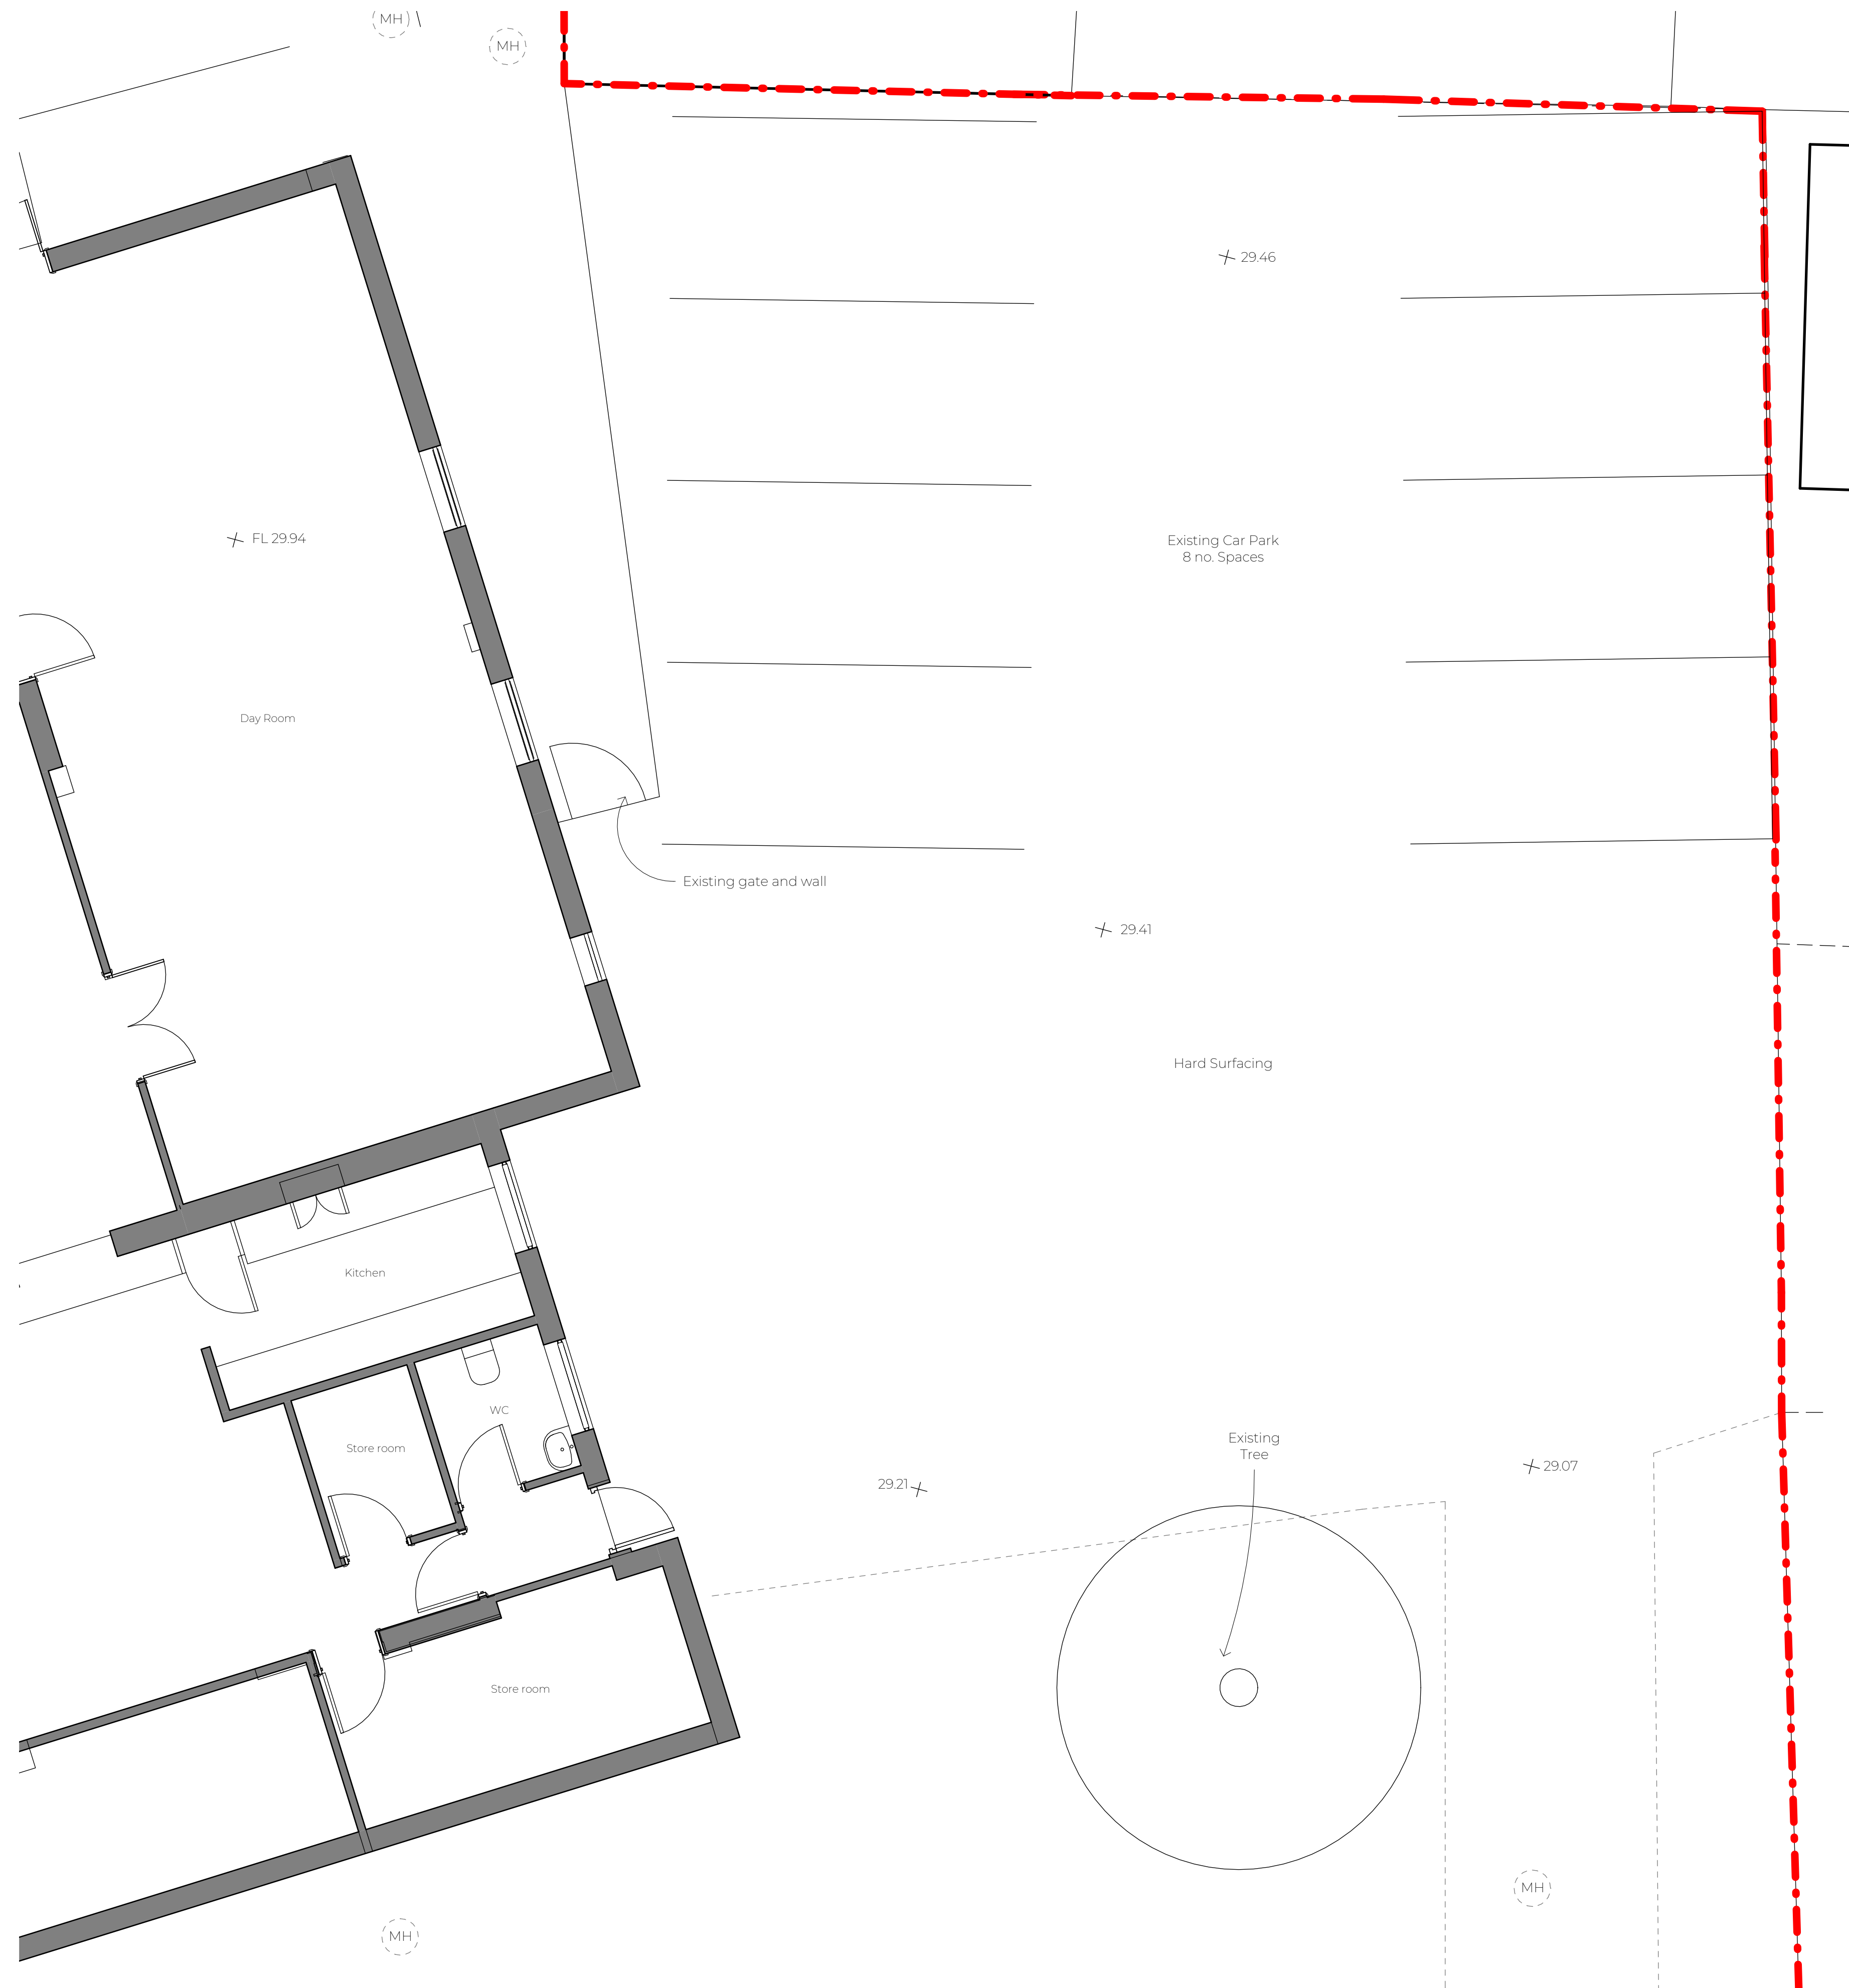 MH
MH
29.46
FL 29.94
Existing Car Park
8 no. Spaces
Day Room
Existing gate and wall
29.41
Hard Surfacing
Kitchen
WC
Store room
Existing
Tree
29.21
29.07
Store room
MH
MH